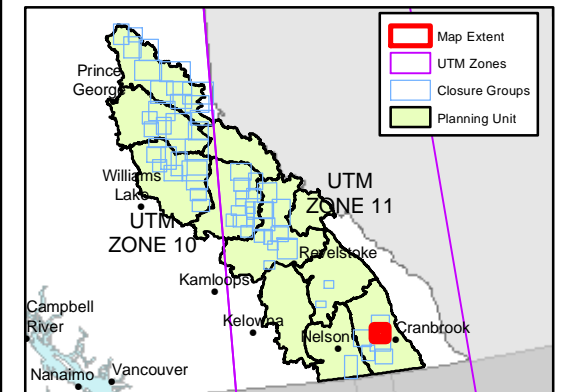 Map Extent
UTM Zones
Closure Groups
Planning Unit
Prince
George
Williams
Lake
UTM
ZONE 10
UTM
ZONE 11
Revelstoke
Kamloops
Kelowna
Nelson
Cranbrook
Campbell
River
Nanaimo
Vancouver